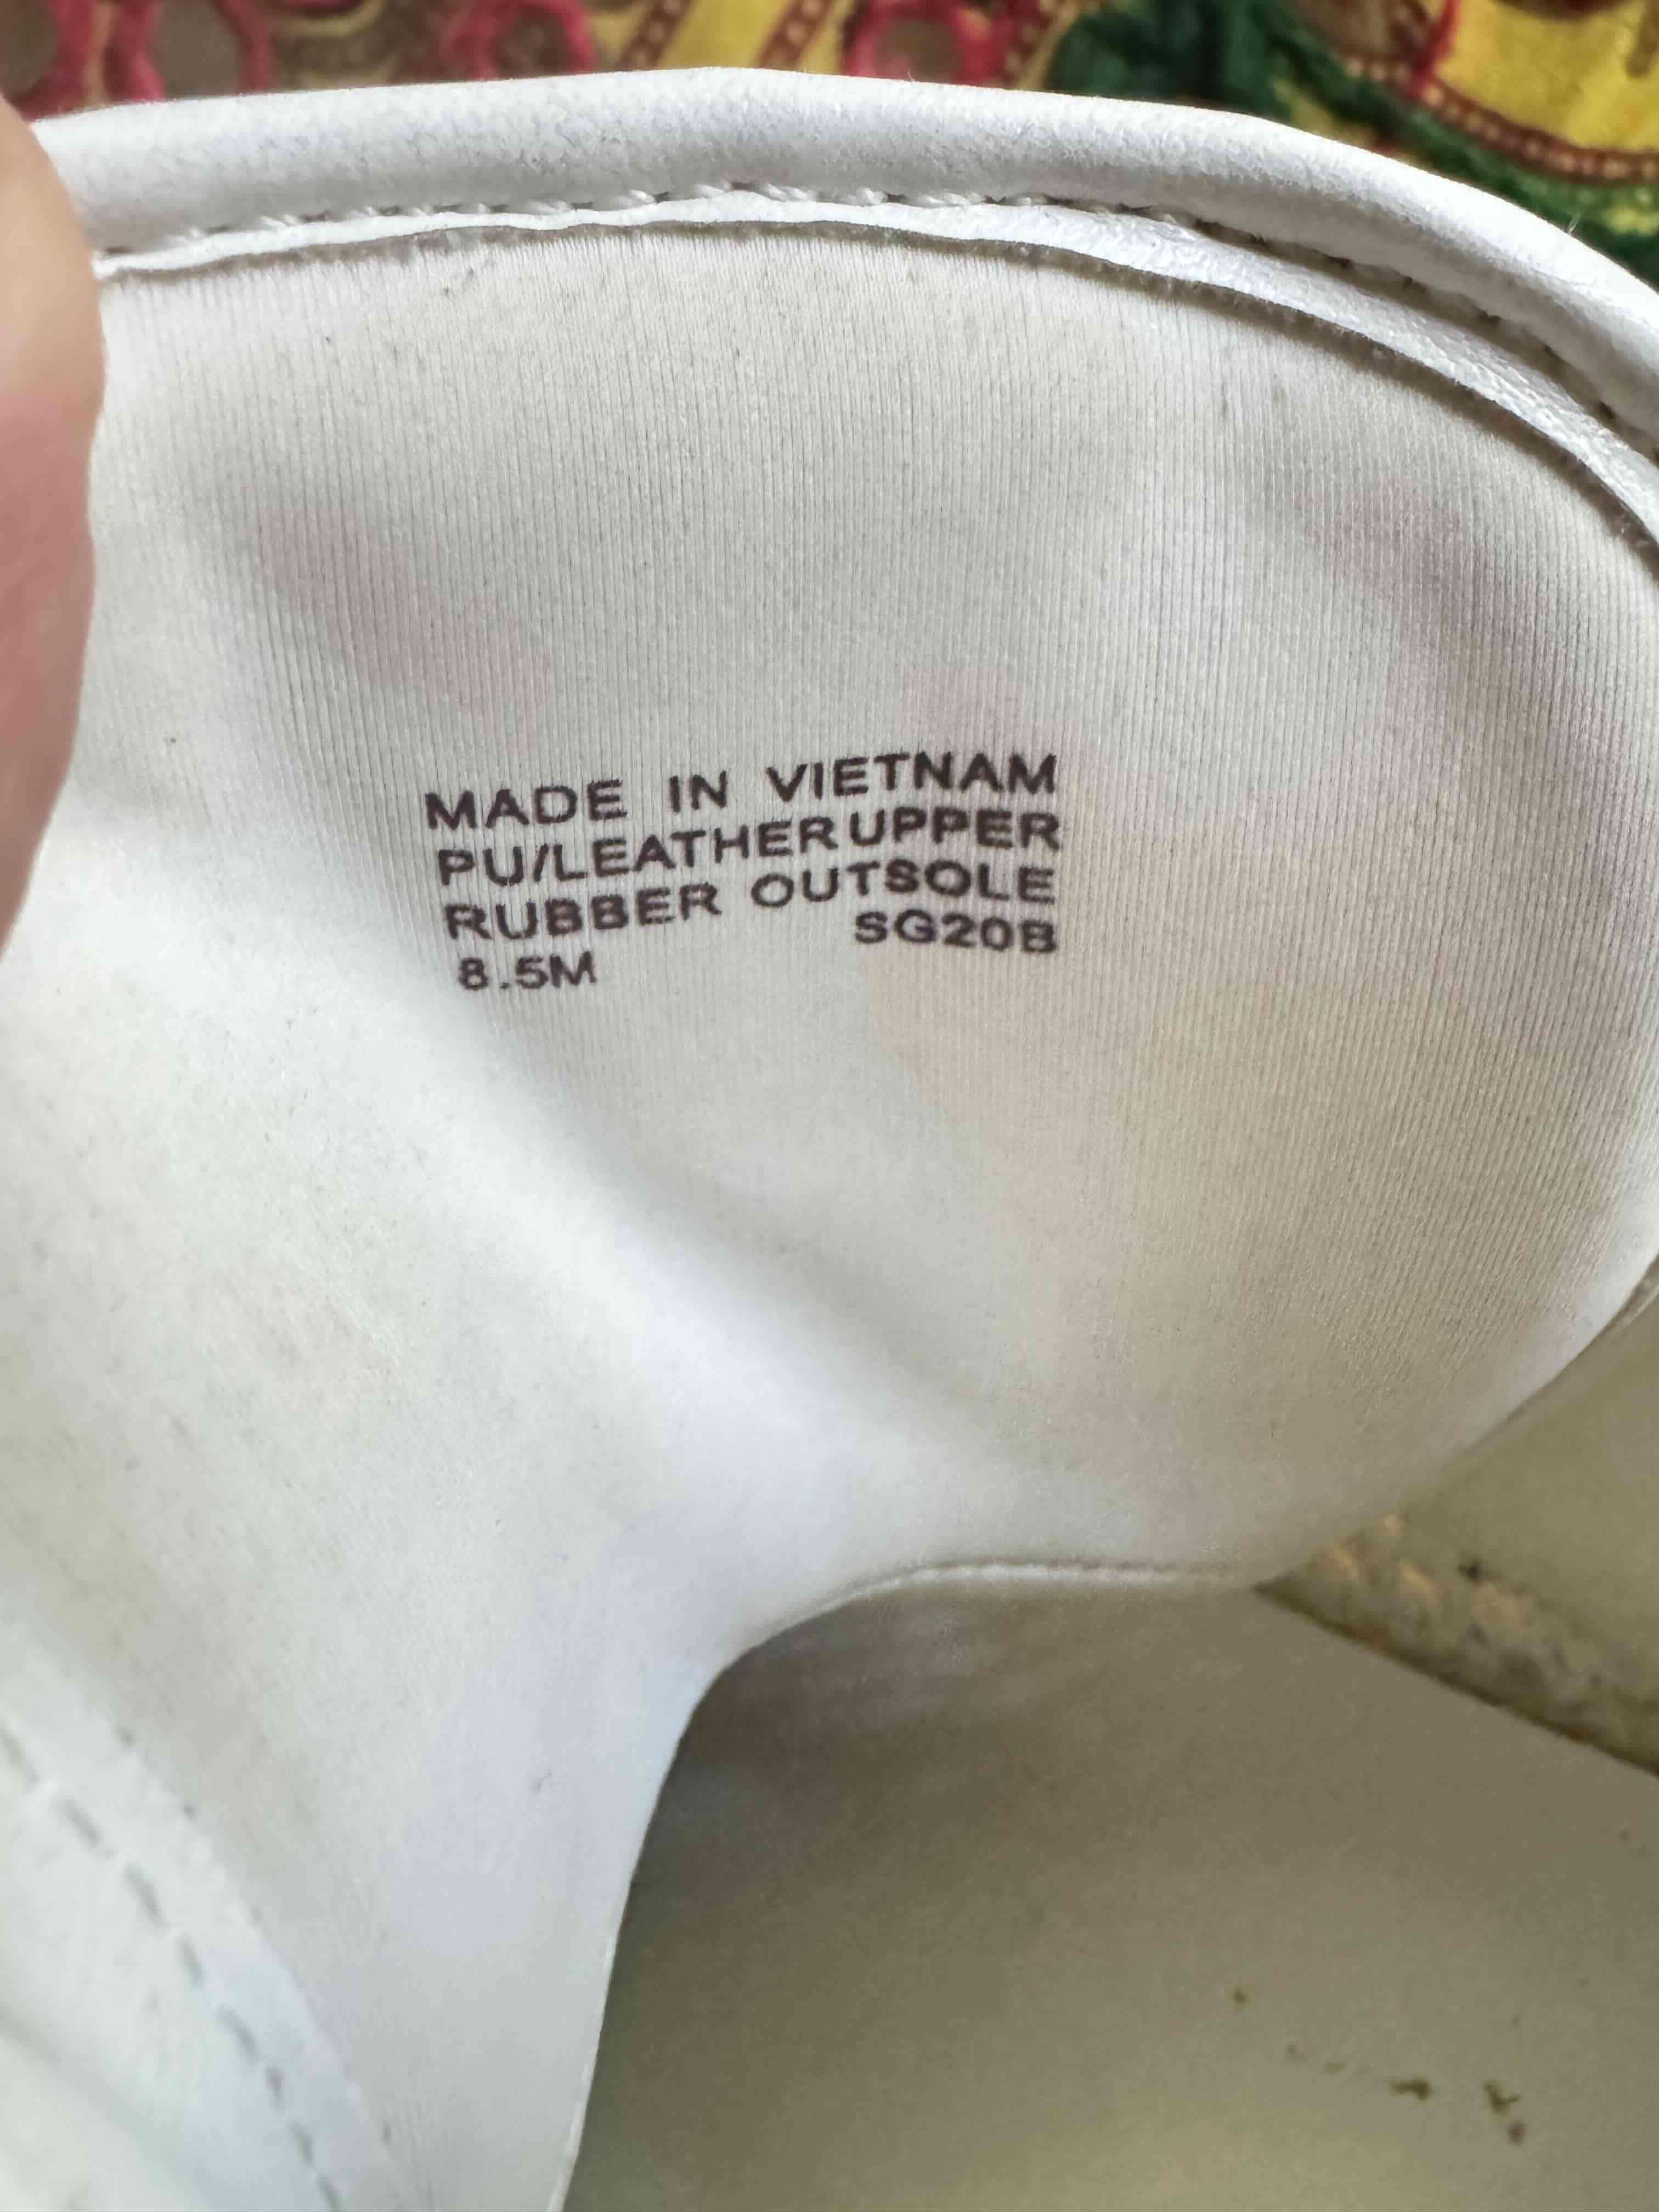 MADE IN VIETNAM
PU/LEATHER UPPER
RUBBER OUTSOLE
SG20B
8.5M